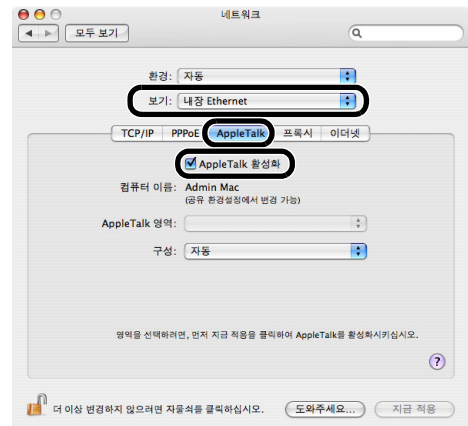 네트워크
모두 보기
환경: 자동
보기: 내장 Ethernet
TCP/IP PPPoE AppleTalk 프록시 이더넷
AppleTalk 활성화
컴퓨터 이름: Admin Mac
(공유 환경설정에서 변경 가능)
AppleTalk 영역:
구성: 자동
영역을 선택하려면, 먼저 지금 적용을 클릭하여 AppleTalk를 활성화시키십시오.
?
더 이상 변경하지 않으려면 자물쇠를 클릭하십시오. 도와주세요... 지금 적용